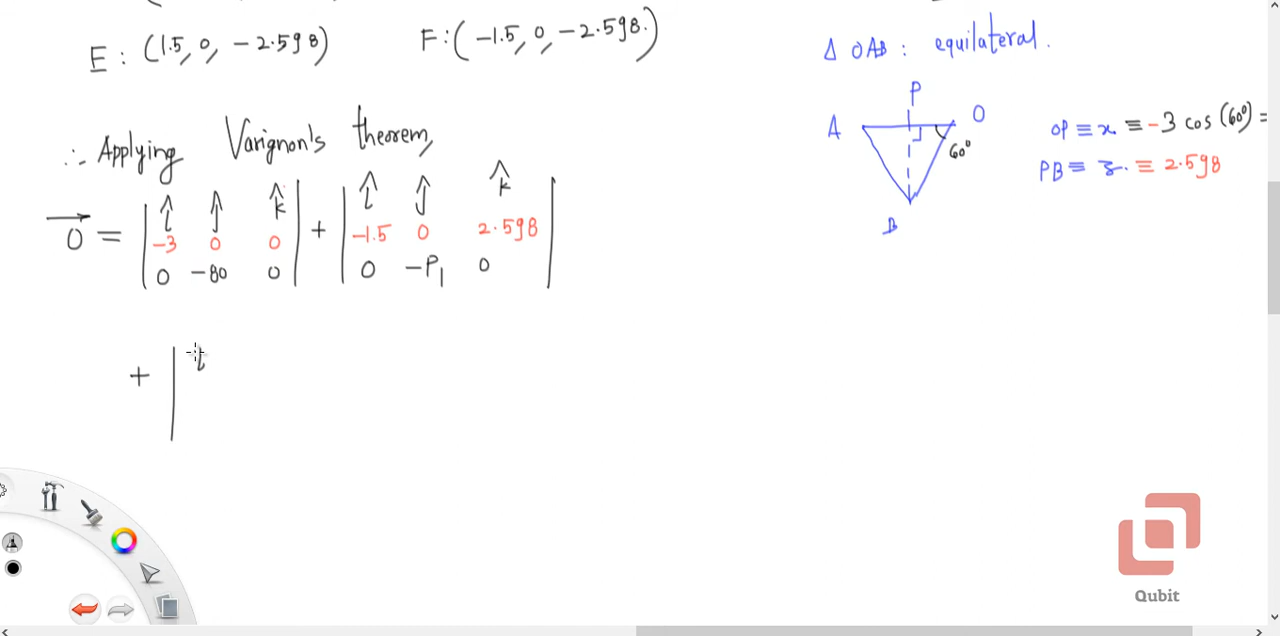 E : (1.5, 0, -2.598)
F : (-1.5, 0, -2.598.)
∴ Applying Varignon's theorem,
0 = | î ĵ k̂ | + | î ĵ k̂ |
-3 0 0 -1.5 0 2.598
0 -80 0 0 -P₁ 0
+ | i
Δ OAB : equilateral.
P
A O
60°
B
OP ≡ x ≡ -3 cos (60°) =
PB ≡ z. ≡ 2.598
Qubit